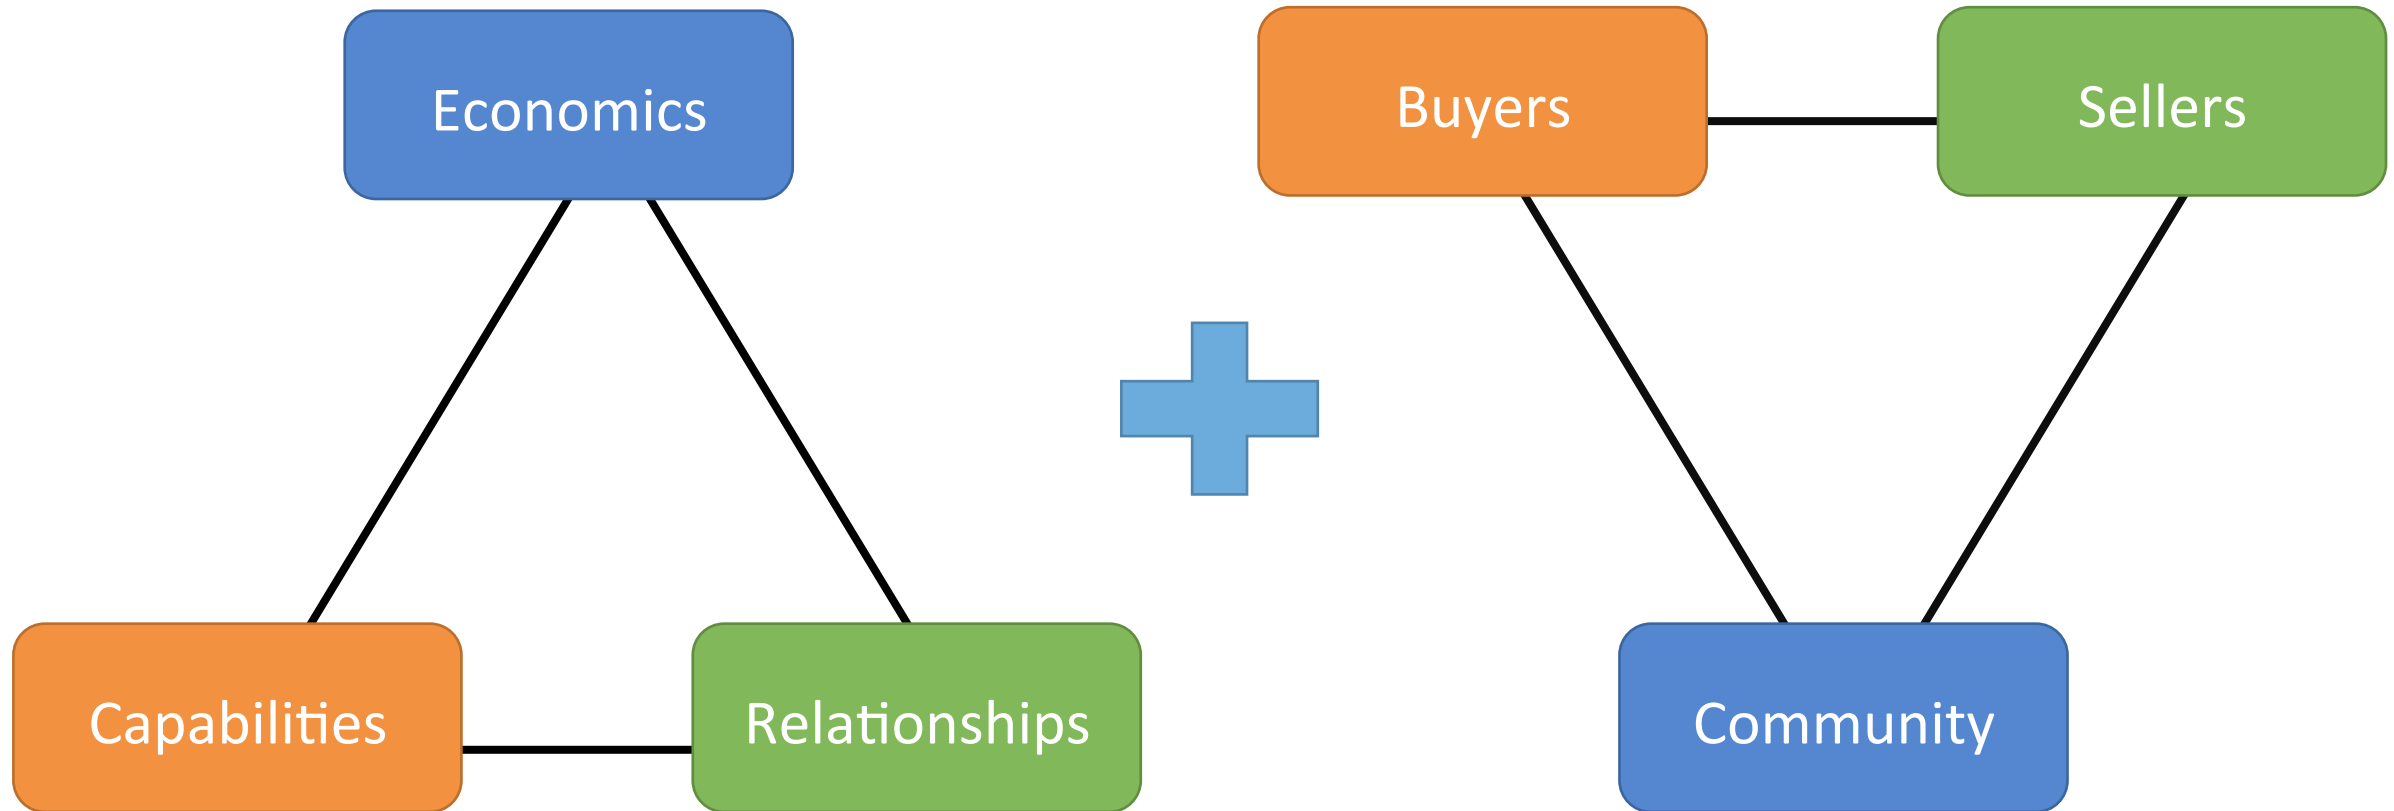 Economics
Capabilities
Relationships
Buyers
Sellers
Community